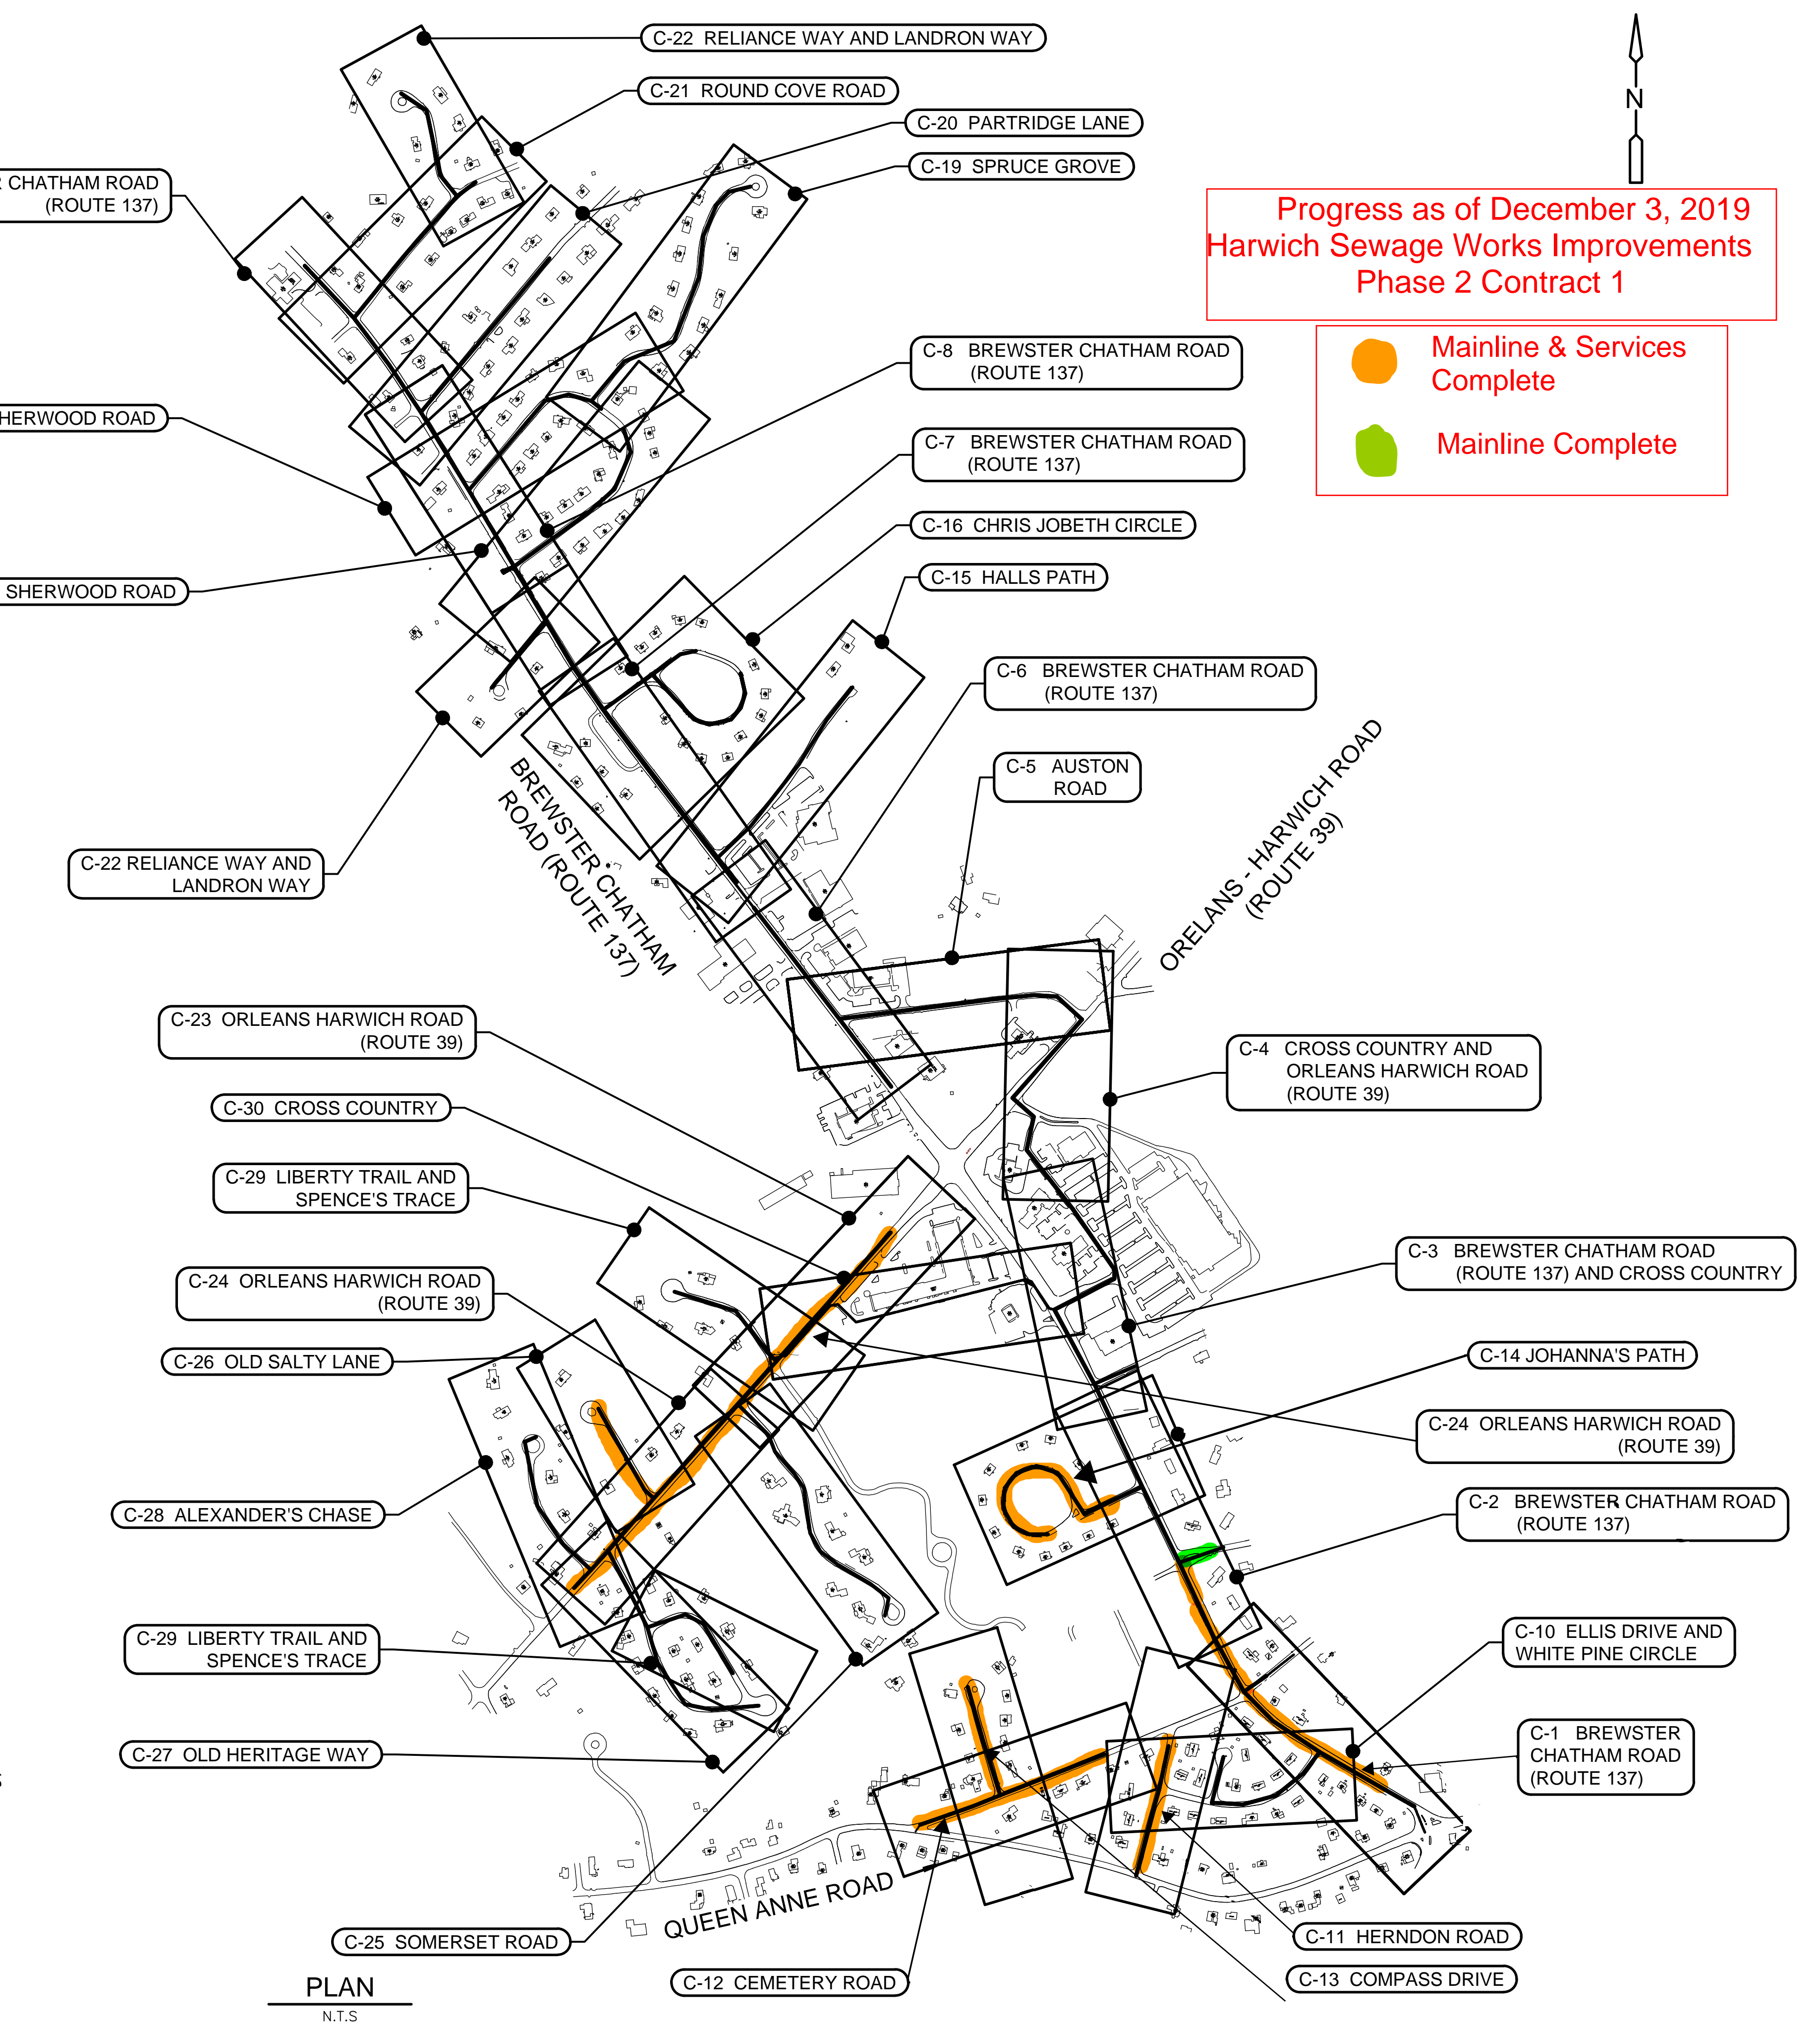 C-22 RELIANCE WAY AND LANDRON WAY
C-21 ROUND COVE ROAD
C-20 PARTRIDGE LANE
C-19 SPRUCE GROVE
N
CHATHAM ROAD
(ROUTE 137)
Progress as of December 3, 2019
Harwich Sewage Works Improvements
Phase 2 Contract 1
Mainline & Services
Complete
Mainline Complete
C-8 BREWSTER CHATHAM ROAD
(ROUTE 137)
HERWOOD ROAD
C-7 BREWSTER CHATHAM ROAD
(ROUTE 137)
C-16 CHRIS JOBETH CIRCLE
C-15 HALLS PATH
SHERWOOD ROAD
C-6 BREWSTER CHATHAM ROAD
(ROUTE 137)
C-5 AUSTON
ROAD
BREWSTER CHATHAM
ROAD (ROUTE 137)
ORELANS - HARWICH ROAD
(ROUTE 39)
C-22 RELIANCE WAY AND
LANDRON WAY
C-23 ORLEANS HARWICH ROAD
(ROUTE 39)
C-4 CROSS COUNTRY AND
ORLEANS HARWICH ROAD
(ROUTE 39)
C-30 CROSS COUNTRY
C-29 LIBERTY TRAIL AND
SPENCE'S TRACE
C-3 BREWSTER CHATHAM ROAD
(ROUTE 137) AND CROSS COUNTRY
C-24 ORLEANS HARWICH ROAD
(ROUTE 39)
C-26 OLD SALTY LANE
C-14 JOHANNA'S PATH
C-24 ORLEANS HARWICH ROAD
(ROUTE 39)
C-28 ALEXANDER'S CHASE
C-2 BREWSTER CHATHAM ROAD
(ROUTE 137)
C-29 LIBERTY TRAIL AND
SPENCE'S TRACE
C-10 ELLIS DRIVE AND
WHITE PINE CIRCLE
C-27 OLD HERITAGE WAY
C-1 BREWSTER
CHATHAM ROAD
(ROUTE 137)
QUEEN ANNE ROAD
C-25 SOMERSET ROAD
C-11 HERNDON ROAD
C-12 CEMETERY ROAD
C-13 COMPASS DRIVE
PLAN
N.T.S